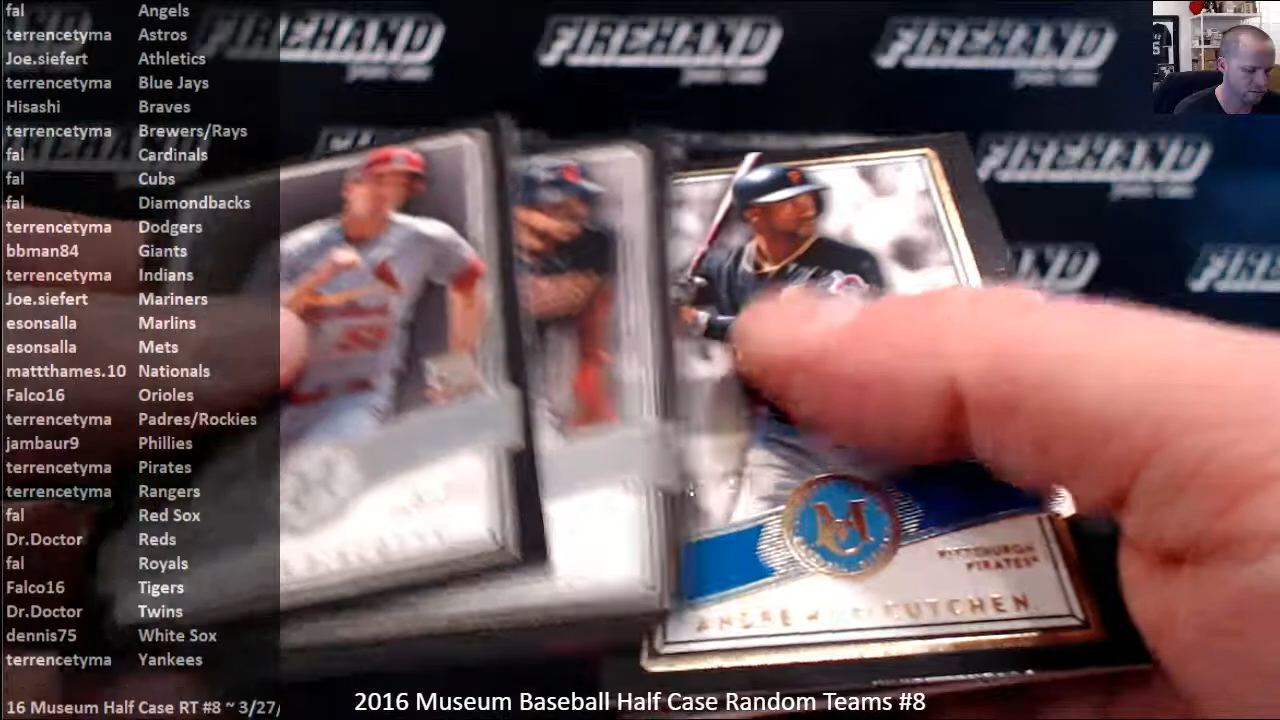 fal Angels
terrencetyma Astros
Joe.siefert Athletics
terrencetyma Blue Jays
Hisashi Braves
terrencetyma Brewers/Rays
fal Cardinals
fal Cubs
fal Diamondbacks
terrencetyma Dodgers
bbman84 Giants
terrencetyma Indians
Joe.siefert Mariners
esonsalla Marlins
esonsalla Mets
mattthames.10 Nationals
Falco16 Orioles
terrencetyma Padres/Rockies
jambaur9 Phillies
terrencetyma Pirates
terrencetyma Rangers
fal Red Sox
Dr.Doctor Reds
fal Royals
Falco16 Tigers
Dr.Doctor Twins
dennis75 White Sox
terrencetyma Yankees
16 Museum Half Case RT #8 ~ 3/27/
FIREHAND
FIREHAND
FIREHAND
FIREHAND
PITTSBURGH
PIRATES
2016 Museum Baseball Half Case Random Teams #8